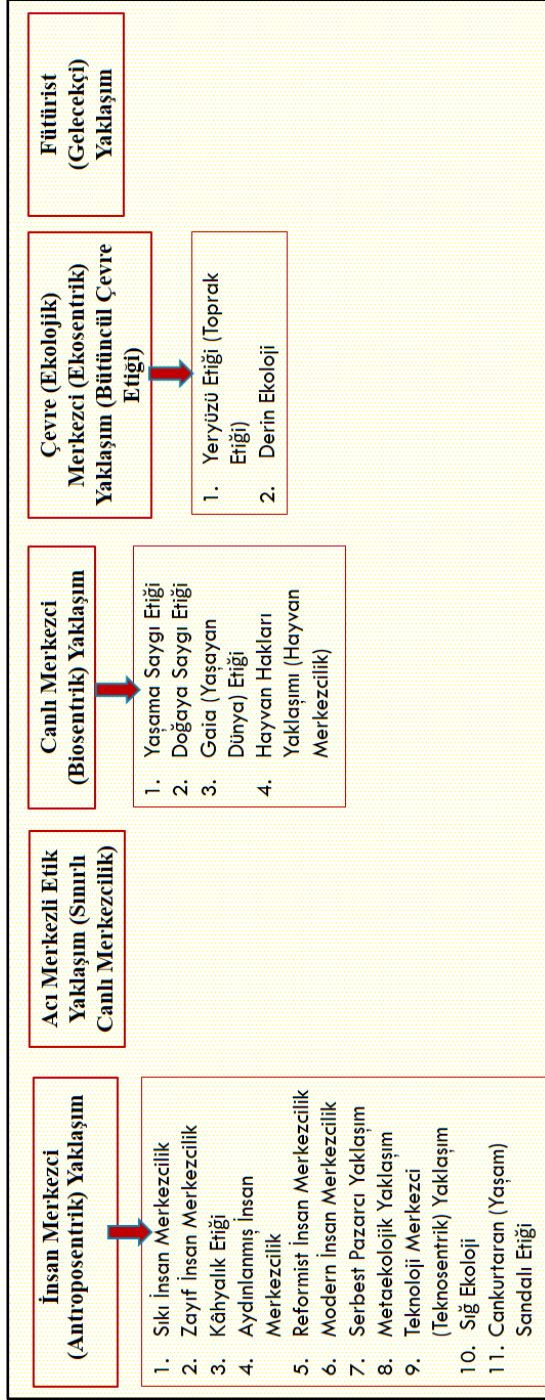 İnsan Merkezci
(Antroposentrik) Yaklaşım
1. Sıkı İnsan Merkezcilik
2. Zayıf İnsan Merkezcilik
3. Kâhyalık Etiği
4. Aydınlanmış İnsan
Merkezcilik
5. Reformist İnsan Merkezcilik
6. Modern İnsan Merkezcilik
7. Serbest Pazarcı Yaklaşım
8. Metaekolojik Yaklaşım
9. Teknoloji Merkezci
(Teknosentrik) Yaklaşım
10. Sığ Ekoloji
11. Cankurtaran (Yaşam)
Sandalı Etiği
Acı Merkezli Etik
Yaklaşım (Sınırlı
Canlı Merkezcilik)
Canlı Merkezci
(Biosentrik) Yaklaşım
1. Yaşama Saygı Etiği
2. Doğaya Saygı Etiği
3. Gaia (Yaşayan
Dünya) Etiği
4. Hayvan Hakları
Yaklaşımı (Hayvan
Merkezcilik)
Çevre (Ekolojik)
Merkezci (Ekosentrik)
Yaklaşım (Bütüncül Çevre
Etiği)
1. Yeryüzü Etiği (Toprak
Etiği)
2. Derin Ekoloji
Fütürist
(Gelecekçi)
Yaklaşım